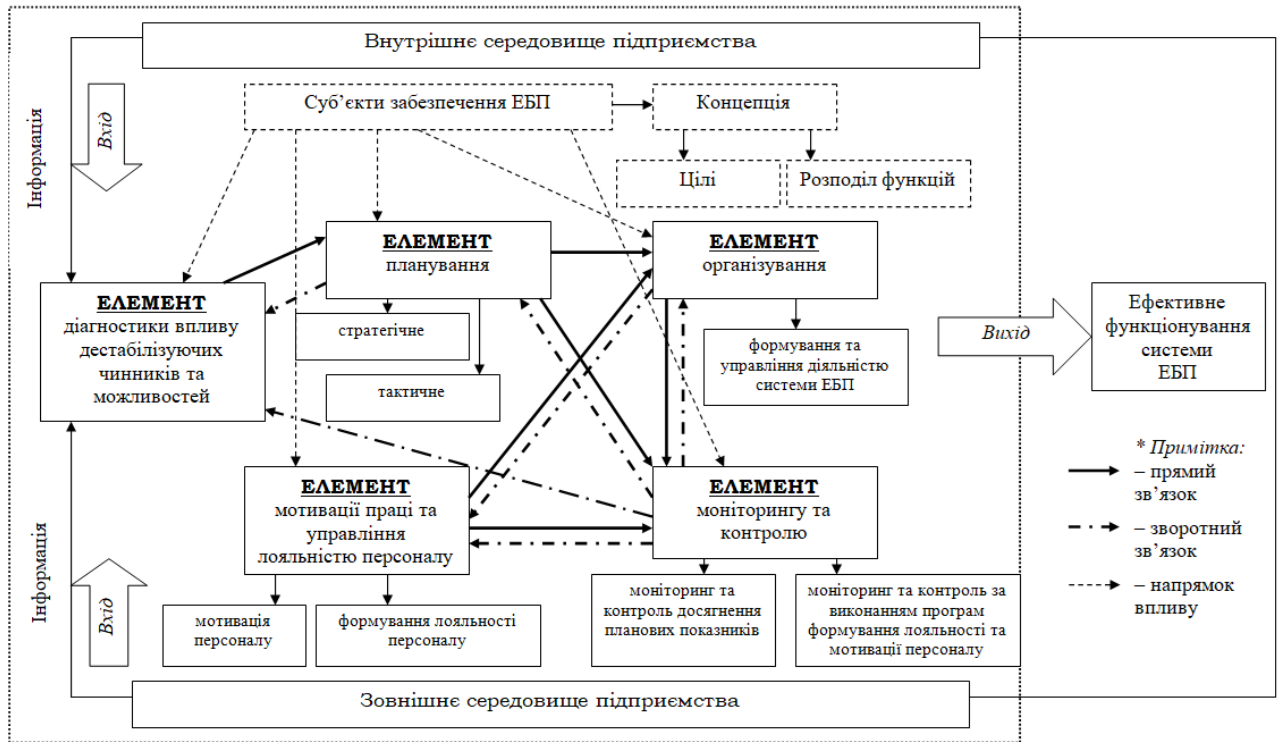 Внутрішнє середовище підприємства
Інформація
Вхід
Суб’єкти забезпечення ЕБП
Концепція
Цілі
Розподіл функцій
ЕЛЕМЕНТ
планування
ЕЛЕМЕНТ
організування
ЕЛЕМЕНТ
діагностики впливу
дестабілізуючих
чинників та
можливостей
стратегічне
тактичне
формування та
управління діяльністю
системи ЕБП
Вихід
Ефективне
функціонування
системи
ЕБП
ЕЛЕМЕНТ
мотивації праці та
управління
лояльністю персоналу
ЕЛЕМЕНТ
моніторингу та
контролю
* Примітка:
– прямий
зв’язок
– зворотний
зв’язок
– напрямок
впливу
Інформація
Вхід
мотивація
персоналу
формування лояльності
персоналу
моніторинг та
контроль досягнення
планових показників
моніторинг та контроль за
виконанням програм
формування лояльності та
мотивації персоналу
Зовнішнє середовище підприємства